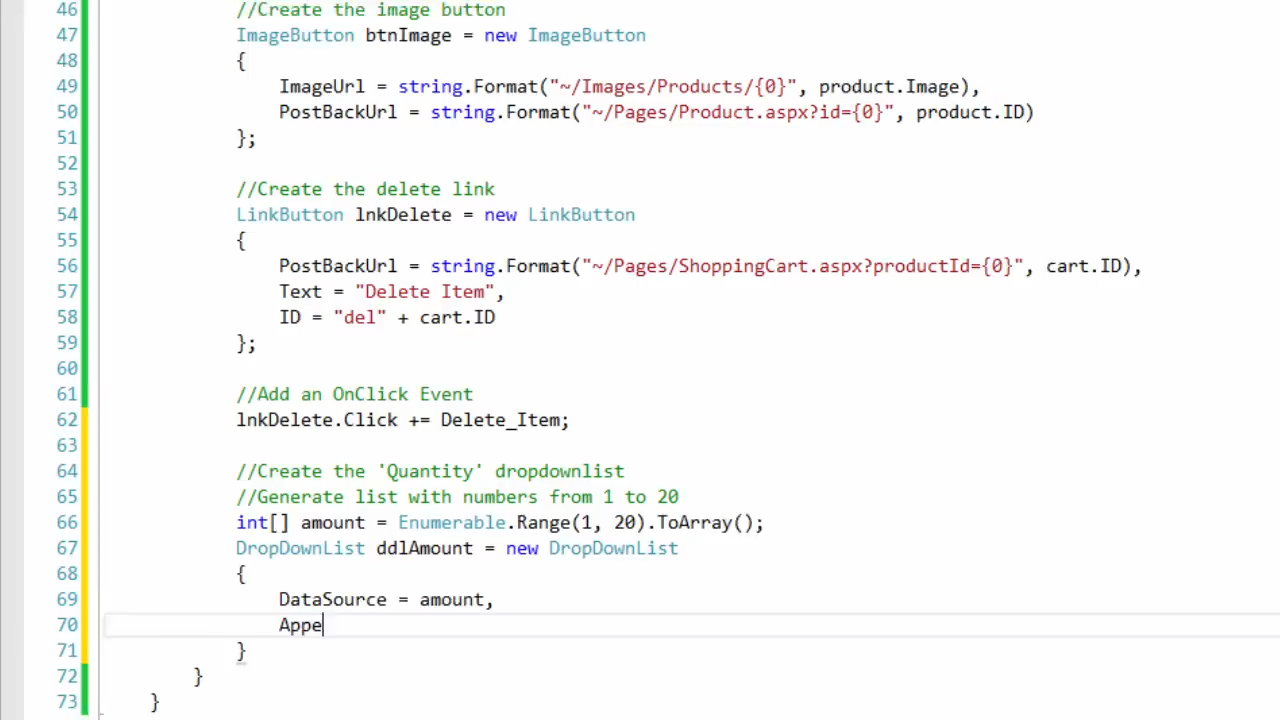 46 //Create the image button
47 ImageButton btnImage = new ImageButton
48 {
49 ImageUrl = string.Format("~/Images/Products/{0}", product.Image),
50 PostBackUrl = string.Format("~/Pages/Product.aspx?id={0}", product.ID)
51 };
52
53 //Create the delete link
54 LinkButton lnkDelete = new LinkButton
55 {
56 PostBackUrl = string.Format("~/Pages/ShoppingCart.aspx?productId={0}", cart.ID),
57 Text = "Delete Item",
58 ID = "del" + cart.ID
59 };
60
61 //Add an OnClick Event
62 lnkDelete.Click += Delete_Item;
63
64 //Create the 'Quantity' dropdownlist
65 //Generate list with numbers from 1 to 20
66 int[] amount = Enumerable.Range(1, 20).ToArray();
67 DropDownList ddlAmount = new DropDownList
68 {
69 DataSource = amount,
70 Appe
71 }
72 }
73 }